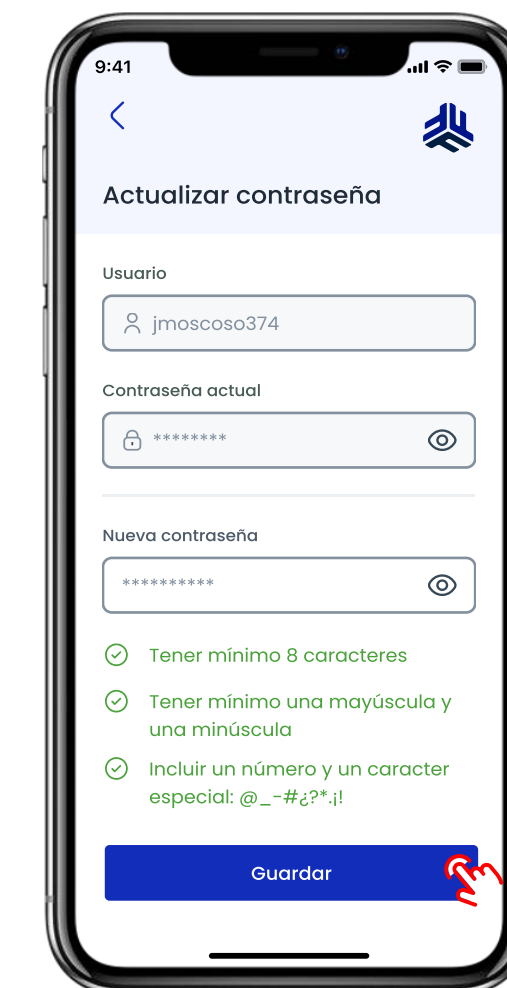 9:41
Actualizar contraseña
Usuario
jmoscoso374
Contraseña actual
********
Nueva contraseña
**********
Tener mínimo 8 caracteres
Tener mínimo una mayúscula y
una minúscula
Incluir un número y un caracter
especial: @_-#¿?*.¡!
Guardar